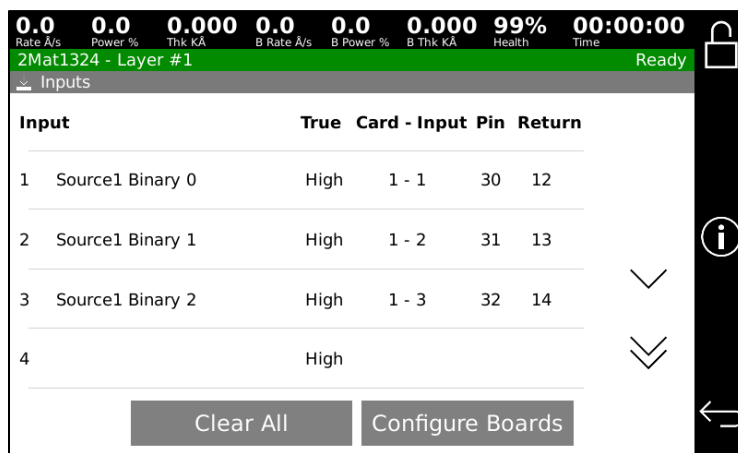 0.0 0.0 0.000 0.0 0.0 0.000 99% 00:00:00
Rate Å/s Power % Thk KÅ B Rate Å/s B Power % B Thk KÅ Health Time
2Mat1324 - Layer #1 Ready
Inputs
Input True Card - Input Pin Return
1 Source1 Binary 0 High 1 - 1 30 12
2 Source1 Binary 1 High 1 - 2 31 13
3 Source1 Binary 2 High 1 - 3 32 14
4 High
Clear All Configure Boards